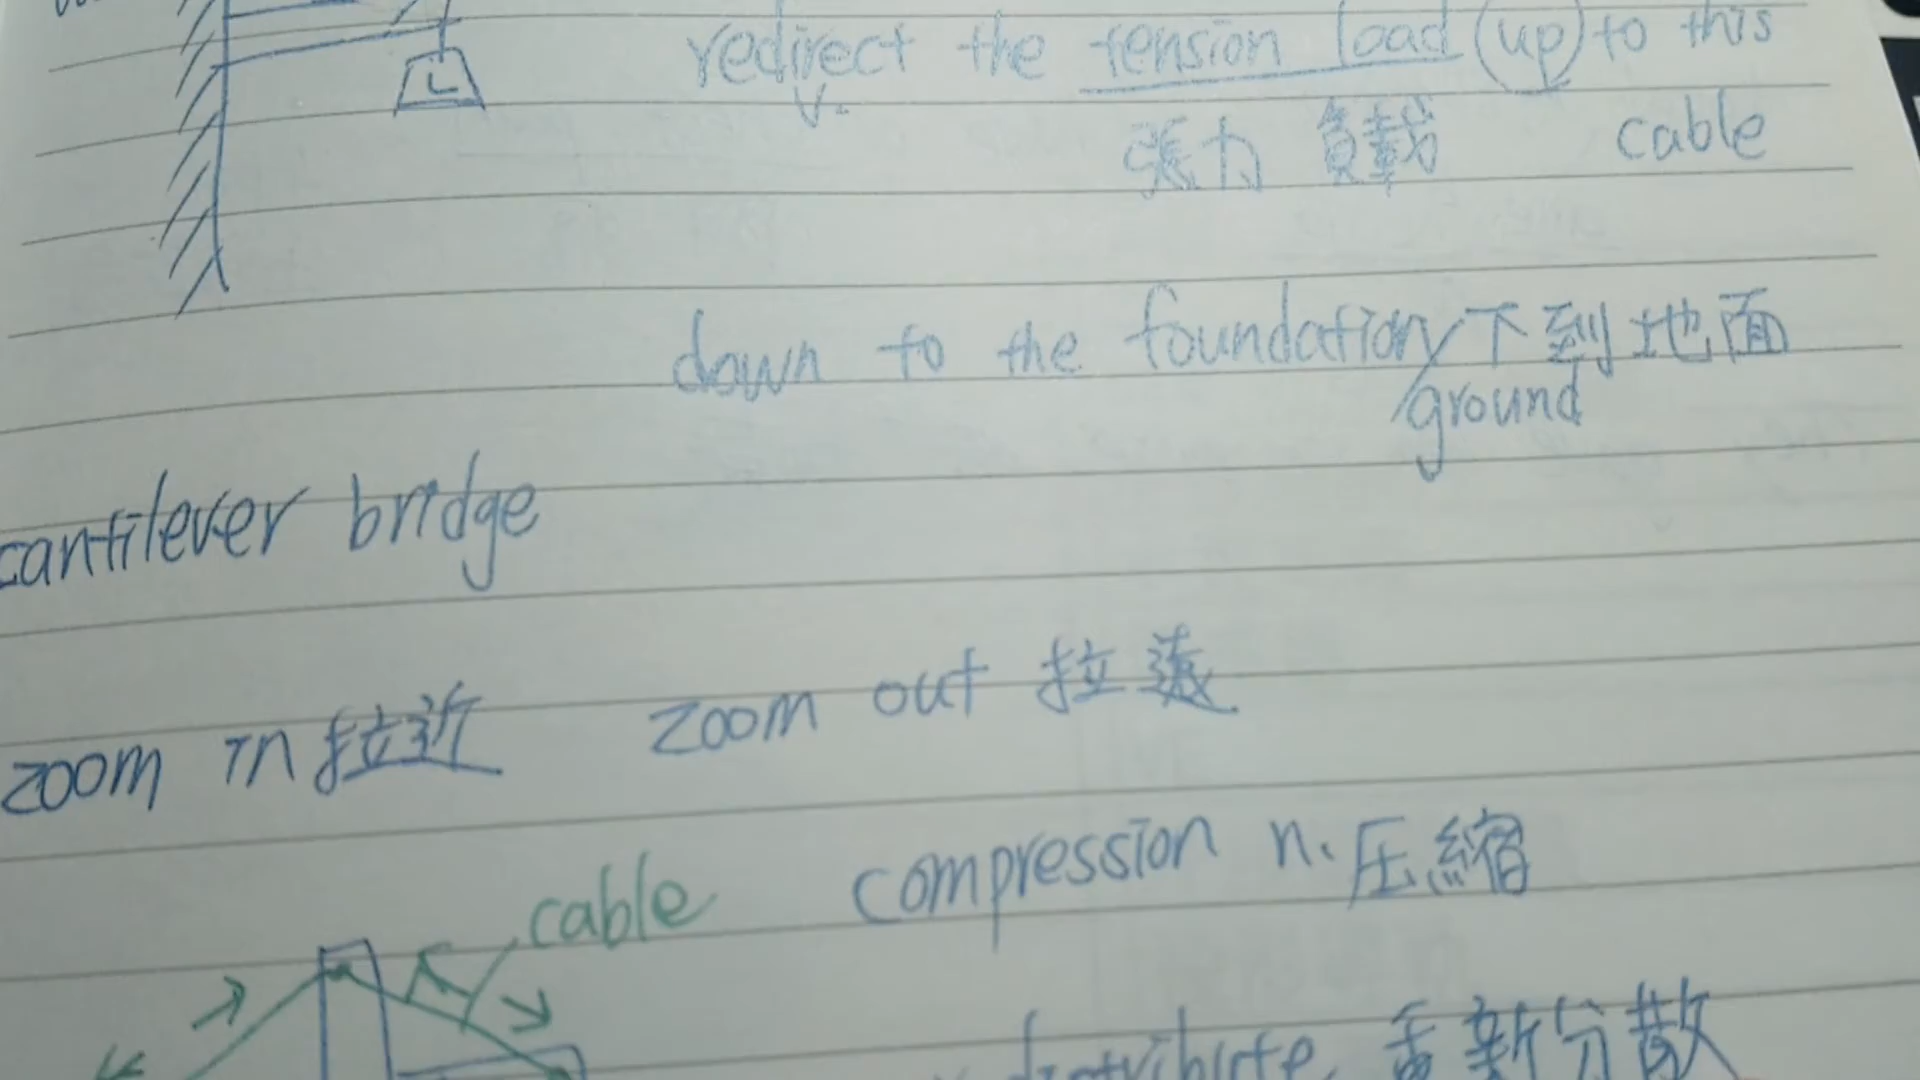 L
redirect the tension load up to this
v.
張力 負載 cable
down to the foundation/下到地面
ground
cantilever bridge
zoom in 拉近 zoom out 拉遠
compression n. 压縮
cable
重新分散